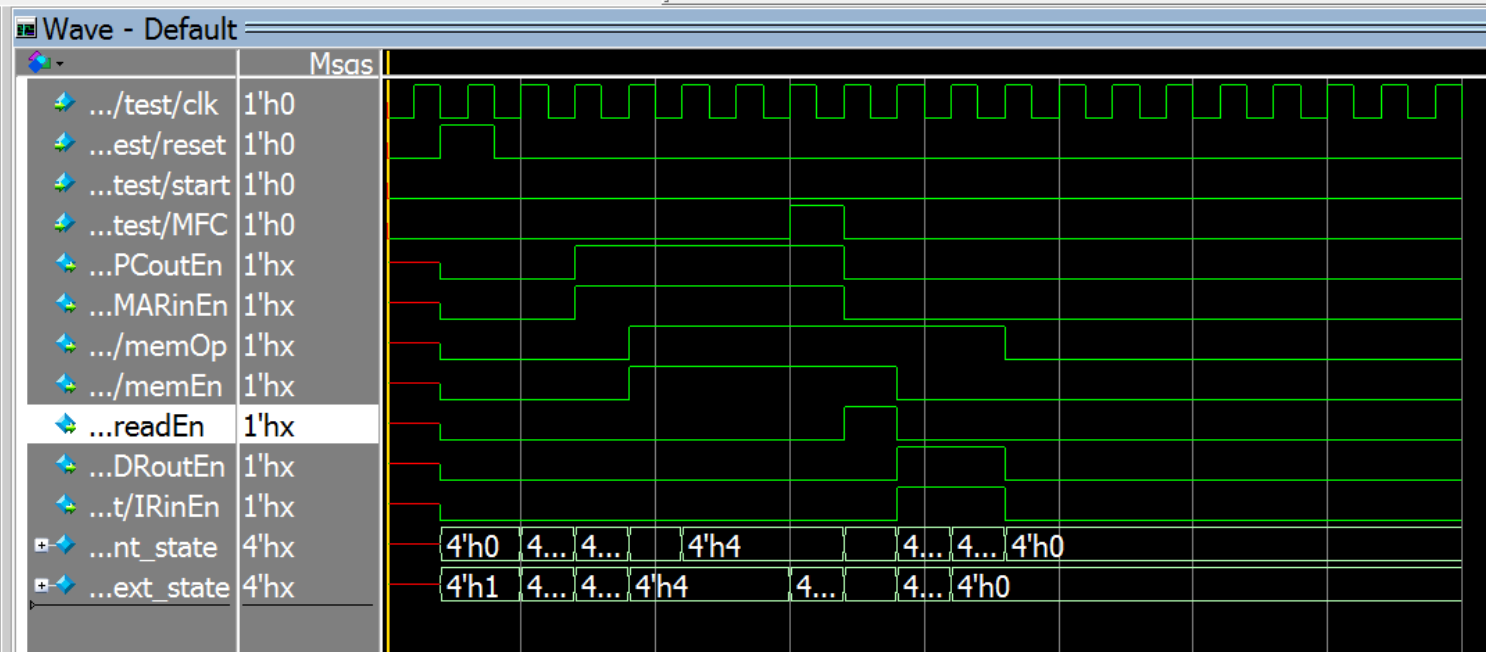 Wave - Default
Msgs
.../test/clk 1'h0
...est/reset 1'h0
...test/start 1'h0
...test/MFC 1'h0
...PCoutEn 1'hx
...MARinEn 1'hx
.../memOp 1'hx
.../memEn 1'hx
...readEn 1'hx
...DRoutEn 1'hx
...t/IRinEn 1'hx
...nt_state 4'hx 4'h0 4... 4... 4'h4 4... 4... 4'h0
...ext_state 4'hx 4'h1 4... 4... 4'h4 4... 4... 4'h0